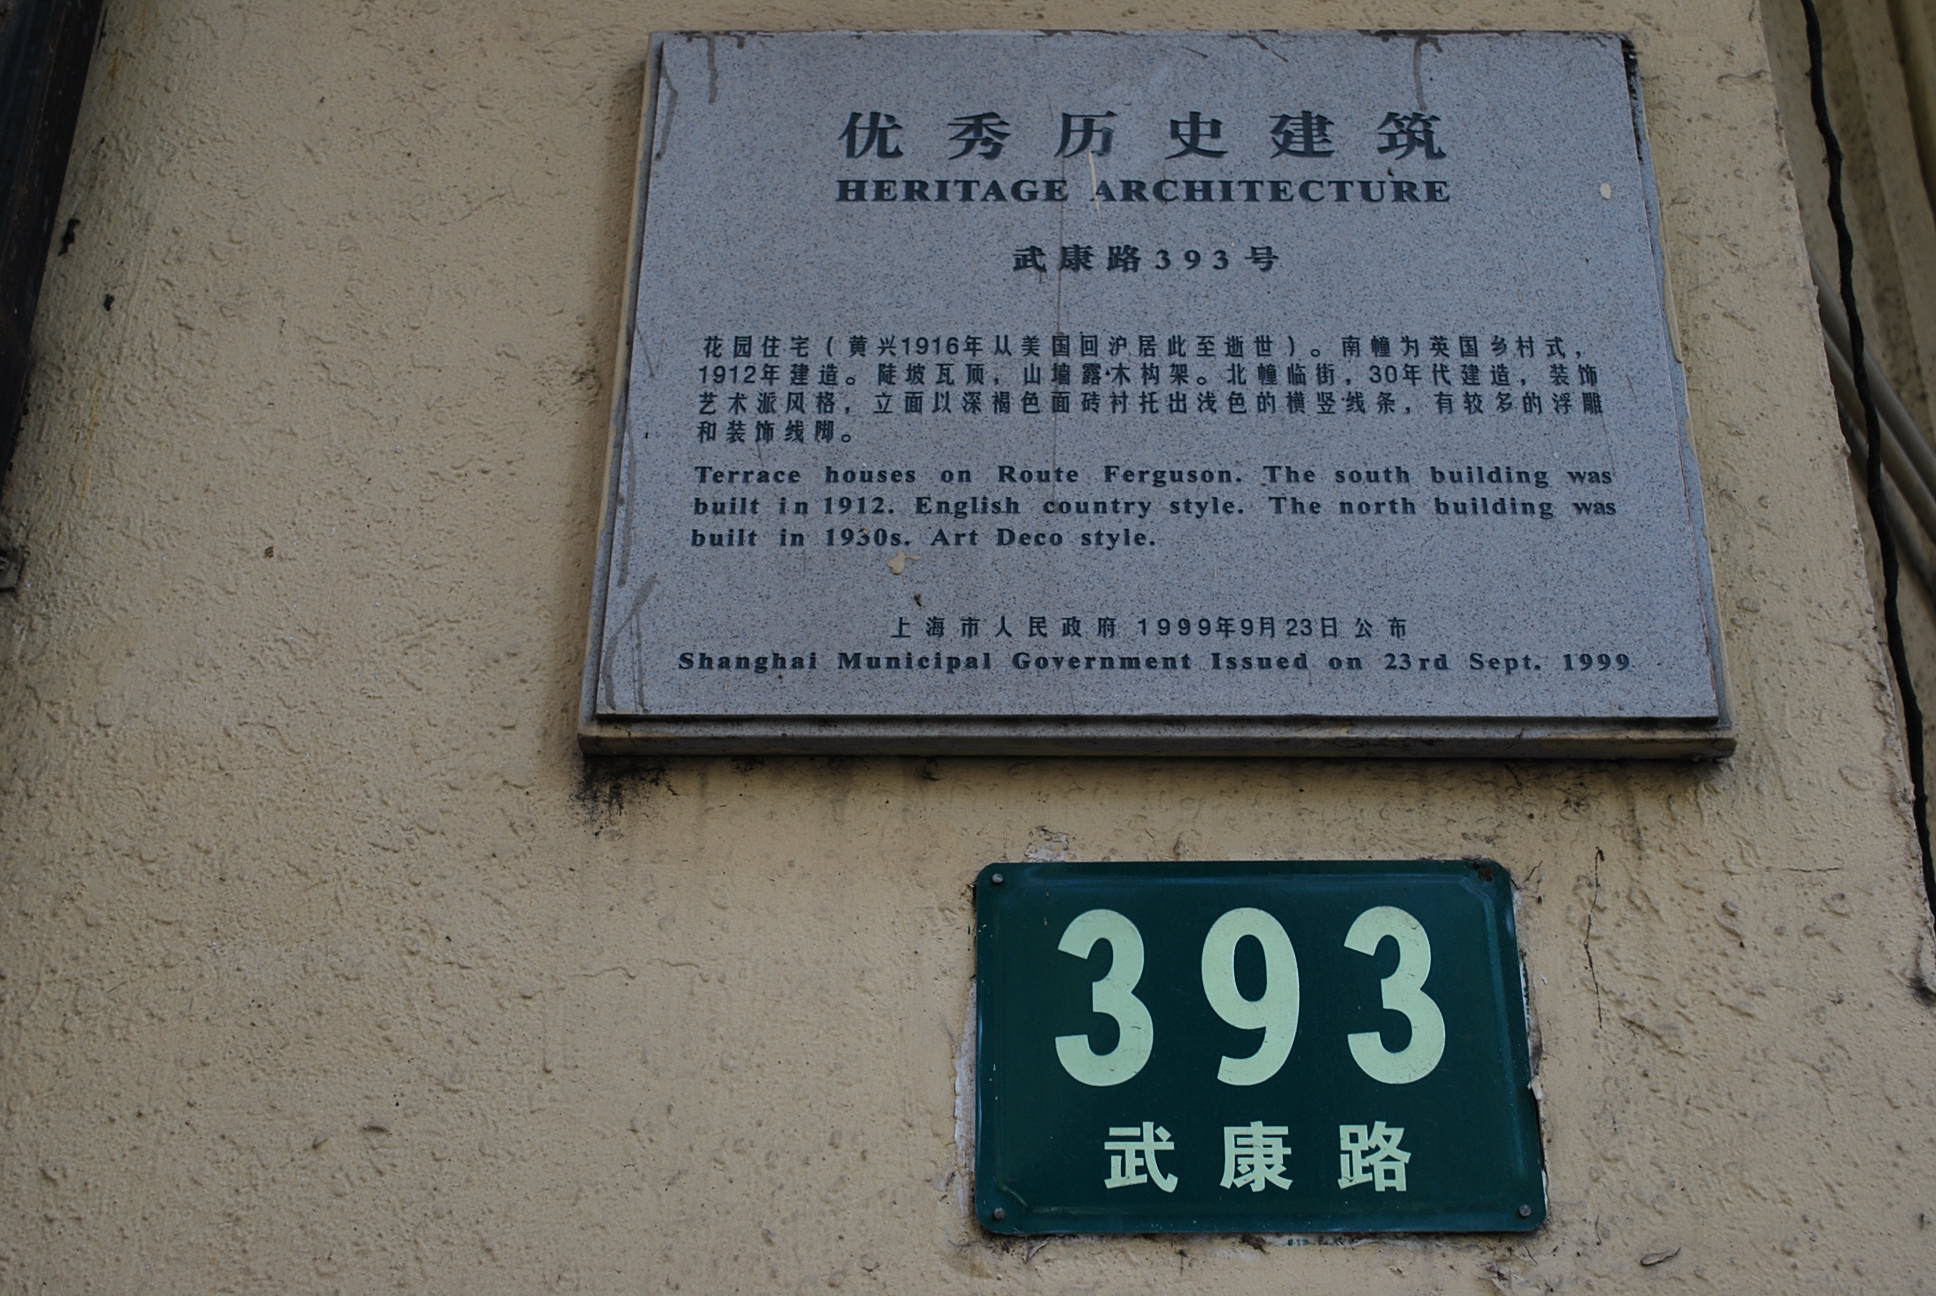 优秀历史建筑
HERITAGE ARCHITECTURE
武康路393号
花园住宅(黄兴1916年从美国回沪居此至逝世)。南幢为英国乡村式,
1912年建造。陡坡瓦顶,山墙露木构架。北幢临街,30年代建造,装饰
艺术派风格,立面以深褐色面砖衬托出浅色的横竖线条,有较多的浮雕
和装饰线脚。
Terrace houses on Route Ferguson. The south building was
built in 1912. English country style. The north building was
built in 1930s. Art Deco style.
上海市人民政府 1999年9月23日公布
Shanghai Municipal Government Issued on 23rd Sept. 1999
393
武康路